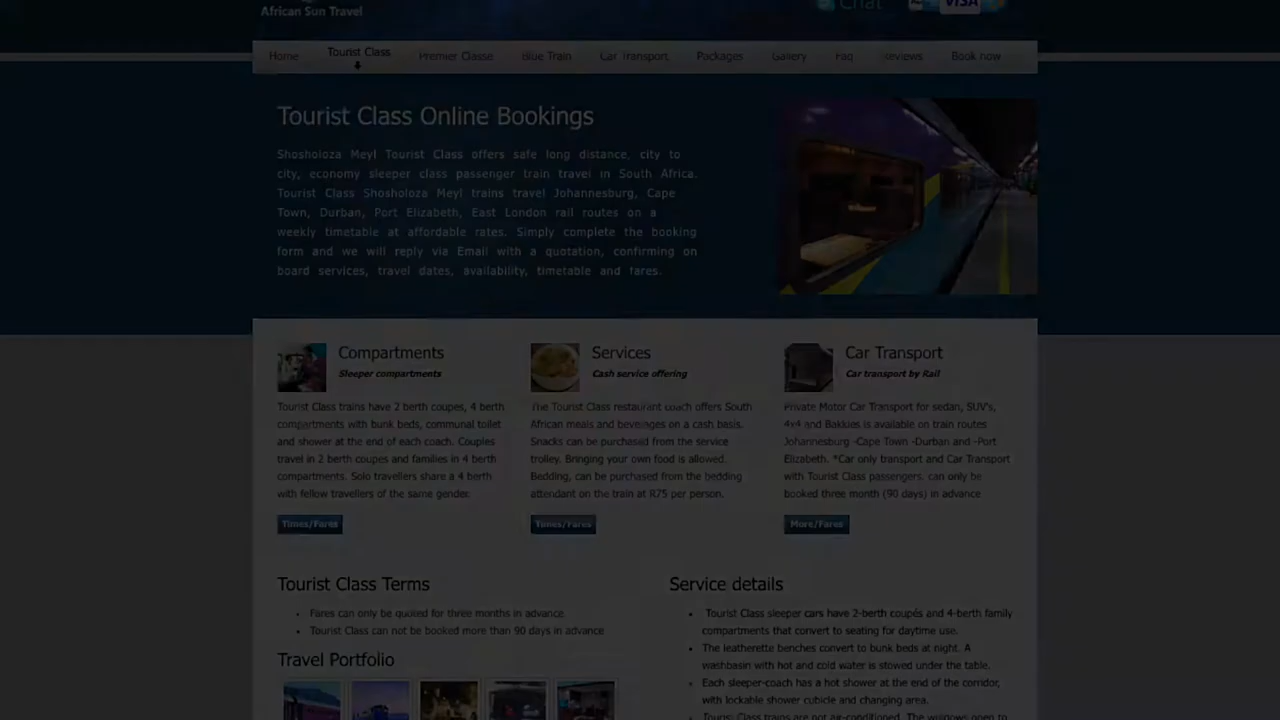 African Sun Travel
Chat
VISA
Home
Tourist Class
Premier Classe
Blue Train
Car Transport
Packages
Gallery
Faq
Reviews
Book now
Tourist Class Online Bookings
Shosholoza Meyl Tourist Class offers safe long distance, city to
city, economy sleeper class passenger train travel in South Africa.
Tourist Class Shosholoza Meyl trains travel Johannesburg, Cape
Town, Durban, Port Elizabeth, East London rail routes on a
weekly timetable at affordable rates. Simply complete the booking
form and we will reply via Email with a quotation, confirming on
board services, travel dates, availability, timetable and fares.
Compartments
Sleeper compartments
Tourist Class trains have 2 berth coupes, 4 berth
compartments with bunk beds, communal toilet
and shower at the end of each coach. Couples
travel in 2 berth coupes and families in 4 berth
compartments. Solo travellers share a 4 berth
with fellow travellers of the same gender.
Times/Fares
Services
Cash service offering
The Tourist Class restaurant coach offers South
African meals and beverages on a cash basis.
Snacks can be purchased from the service
trolley. Bringing your own food is allowed.
Bedding, can be purchased from the bedding
attendant on the train at R75 per person.
Times/Fares
Car Transport
Car transport by Rail
Private Motor Car Transport for sedan, SUV's,
4x4 and Bakkies is available on train routes
Johannesburg -Cape Town -Durban and -Port
Elizabeth. *Car only transport and Car Transport
with Tourist Class passengers. can only be
booked three month (90 days) in advance
More/Fares
Tourist Class Terms
• Fares can only be quoted for three months in advance.
• Tourist Class can not be booked more than 90 days in advance
Travel Portfolio
Service details
• Tourist Class sleeper cars have 2-berth coupés and 4-berth family
compartments that convert to seating for daytime use.
• The leatherette benches convert to bunk beds at night. A
washbasin with hot and cold water is stowed under the table.
• Each sleeper-coach has a hot shower at the end of the corridor,
with lockable shower cubicle and changing area.
• Tourist Class trains are not air-conditioned. The windows open to